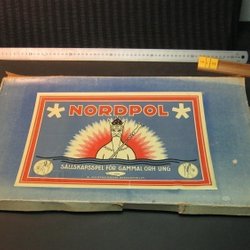 NORDPOL
SÄLLSKAPSSPEL FÖR GAMMAL OCH UNG